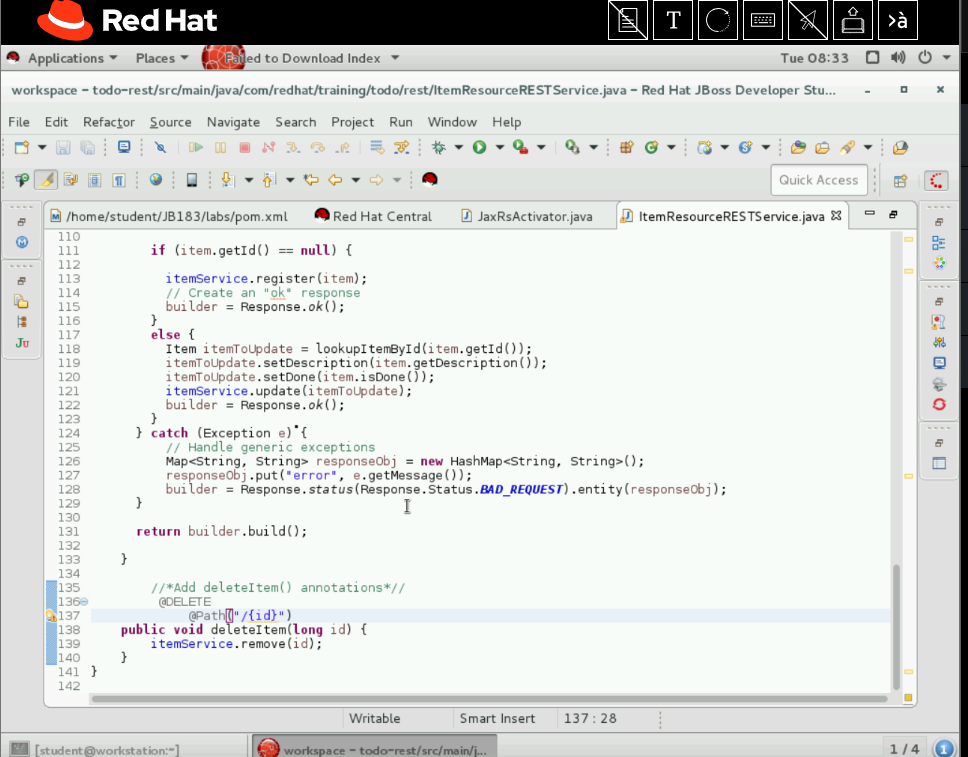 Red Hat
T
>à
Applications
Places
Failed to Download Index
Tue 08:33
workspace – todo-rest/src/main/java/com/redhat/training/todo/rest/ItemResourceRESTService.java – Red Hat JBoss Developer Stu...
File Edit Refactor Source Navigate Search Project Run Window Help
Quick Access
/home/student/JB183/labs/pom.xml
Red Hat Central
JaxRsActivator.java
ItemResourceRESTService.java
110
111 if (item.getId() == null) {
112
113 itemService.register(item);
114 // Create an "ok" response
115 builder = Response.ok();
116 }
117 else {
118 Item itemToUpdate = lookupItemById(item.getId());
119 itemToUpdate.setDescription(item.getDescription());
120 itemToUpdate.setDone(item.isDone());
121 itemService.update(itemToUpdate);
122 builder = Response.ok();
123 }
124 } catch (Exception e) {
125 // Handle generic exceptions
126 Map<String, String> responseObj = new HashMap<String, String>();
127 responseObj.put("error", e.getMessage());
128 builder = Response.status(Response.Status.BAD_REQUEST).entity(responseObj);
129 }
130
131 return builder.build();
132
133 }
134
135 //*Add deleteItem() annotations*//
136 @DELETE
137 @Path("/{id}")
138 public void deleteItem(long id) {
139 itemService.remove(id);
140 }
141 }
142
Writable
Smart Insert
137 : 28
[student@workstation:~]
workspace – todo-rest/src/main/j...
1 / 4
1